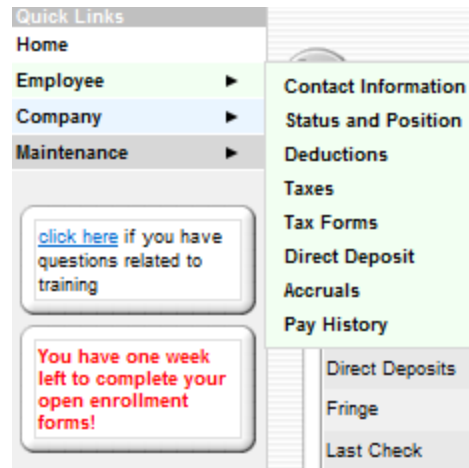 Quick Links
Home
Employee
Company
Maintenance
Contact Information
Status and Position
Deductions
Taxes
Tax Forms
Direct Deposit
Accruals
Pay History
click here if you have
questions related to
training
You have one week
left to complete your
open enrollment
forms!
Direct Deposits
Fringe
Last Check